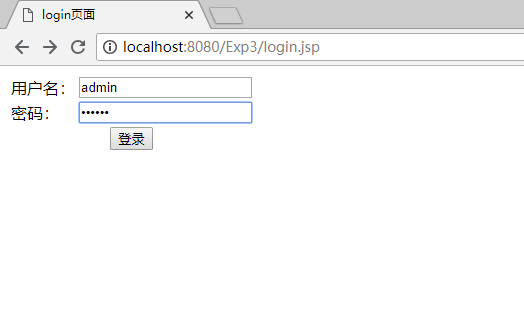 login页面
localhost:8080/Exp3/login.jsp
用户名： admin
密码： ••••••
登录